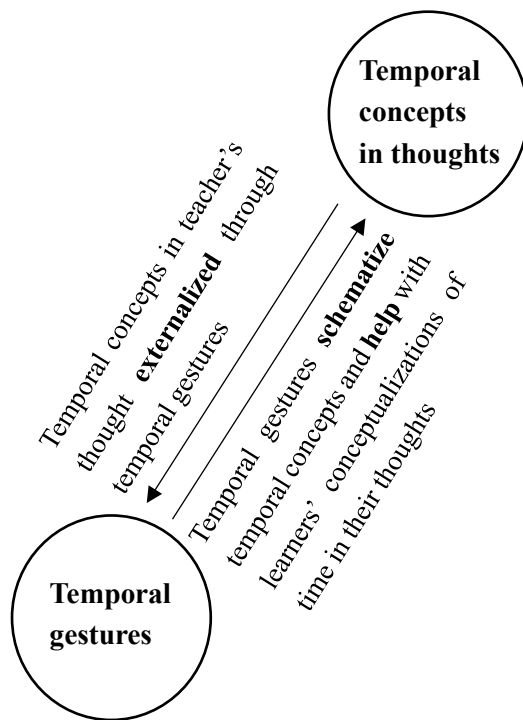 Temporal
concepts
in thoughts
Temporal concepts in teacher’s
thought externalized through
temporal gestures
Temporal gestures schematize
temporal concepts and help with
learners’ conceptualizations of
time in their thoughts
Temporal
gestures